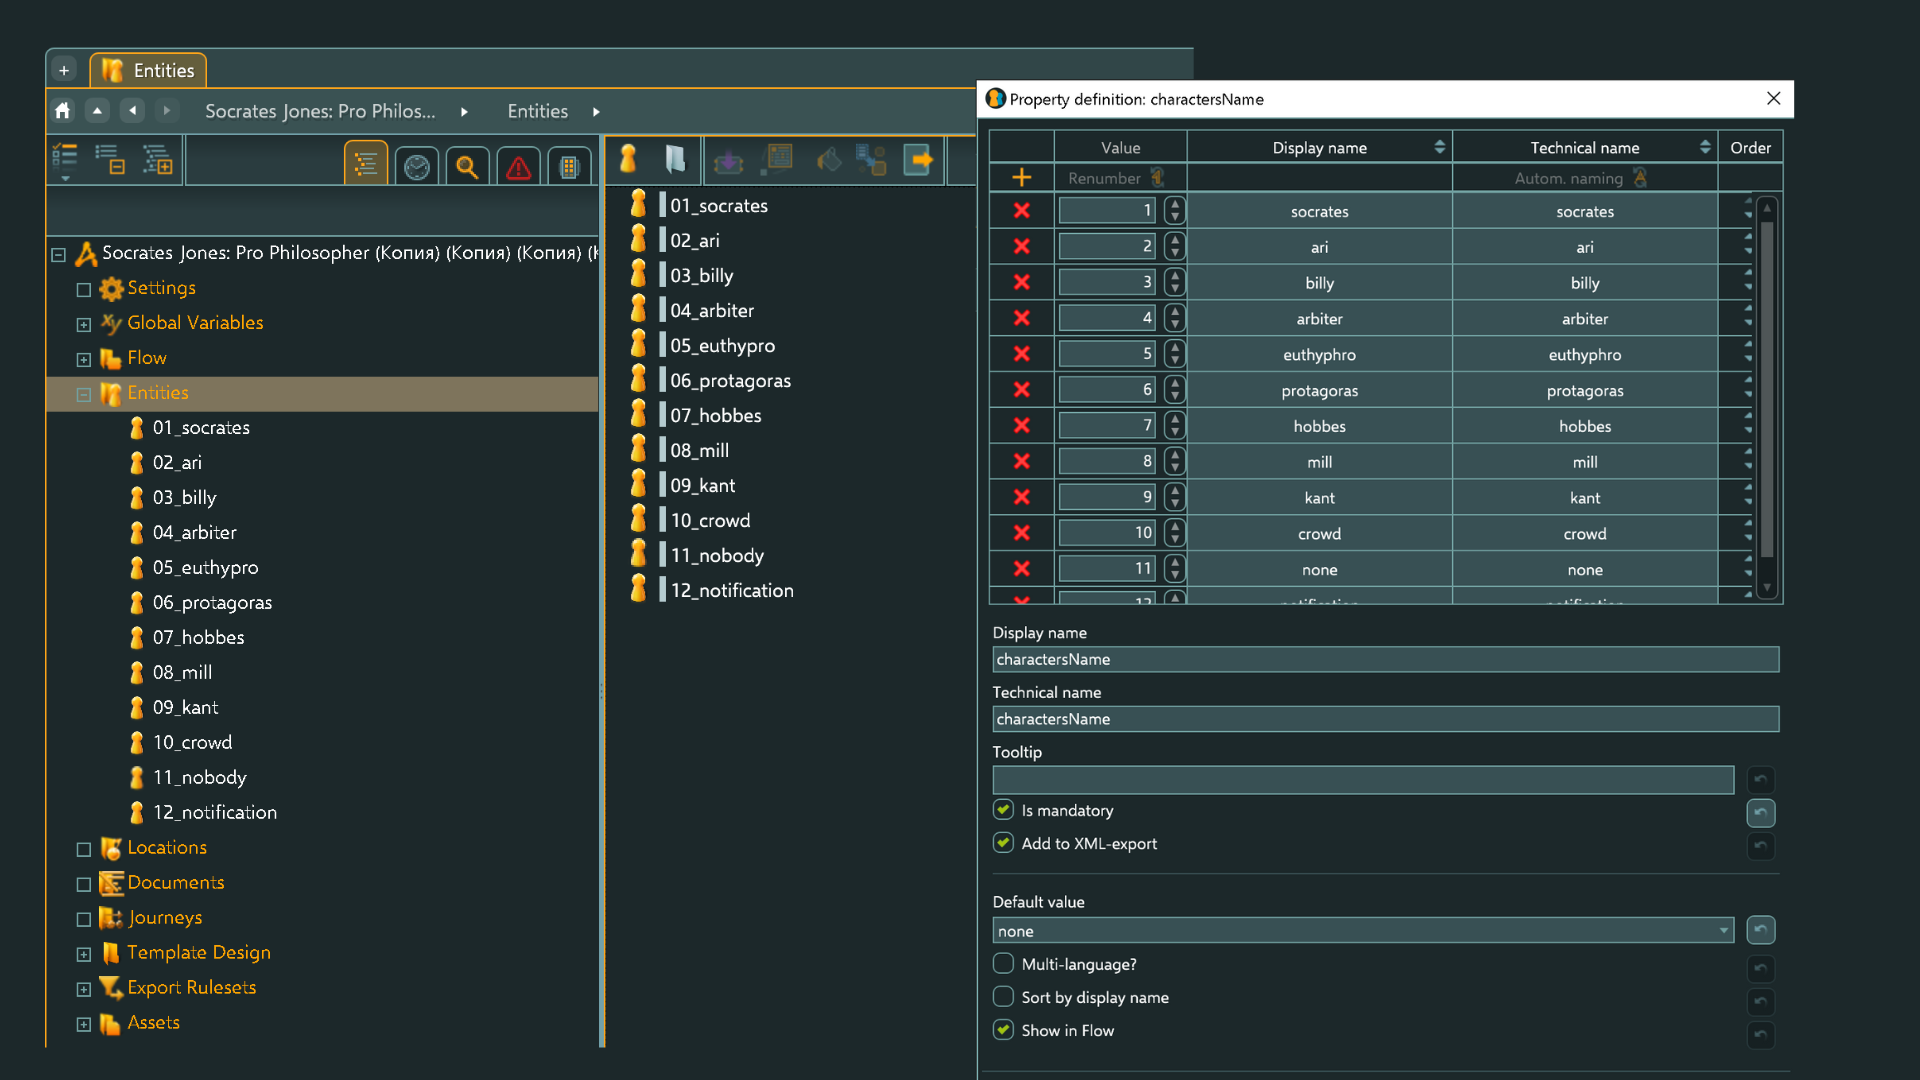 + Entities
Socrates Jones: Pro Philos... Entities
Socrates Jones: Pro Philosopher (Копия) (Копия) (Копия) (К
Settings
Global Variables
Flow
Entities
01_socrates
02_ari
03_billy
04_arbiter
05_euthypro
06_protagoras
07_hobbes
08_mill
09_kant
10_crowd
11_nobody
12_notification
Locations
Documents
Journeys
Template Design
Export Rulesets
Assets
01_socrates
02_ari
03_billy
04_arbiter
05_euthypro
06_protagoras
07_hobbes
08_mill
09_kant
10_crowd
11_nobody
12_notification
Property definition: charactersName
Value Display name Technical name Order
Renumber Autom. naming
1 socrates socrates
2 ari ari
3 billy billy
4 arbiter arbiter
5 euthyphro euthyphro
6 protagoras protagoras
7 hobbes hobbes
8 mill mill
9 kant kant
10 crowd crowd
11 none none
12 notification notification
Display name
charactersName
Technical name
charactersName
Tooltip
Is mandatory
Add to XML-export
Default value
none
Multi-language?
Sort by display name
Show in Flow